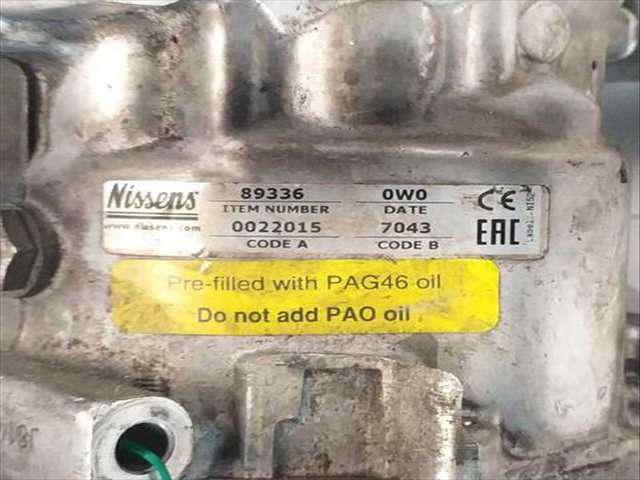 Nissens
www.nissens.com
89336 0W0
ITEM NUMBER DATE
0022015 7043
CODE A CODE B
CE
EAC
Pre-filled with PAG46 oil
Do not add PAO oil